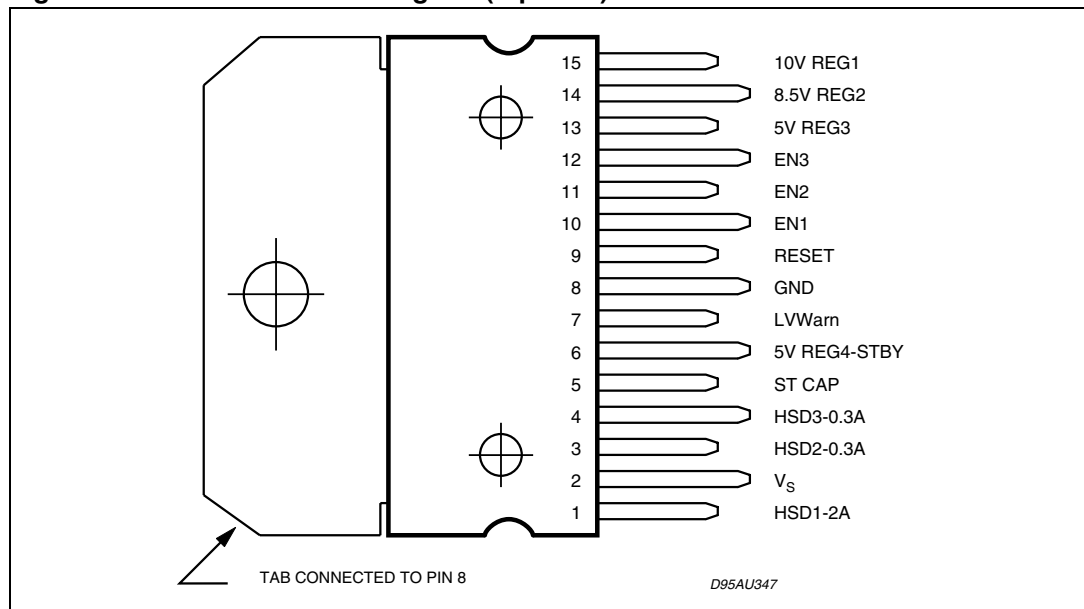 15 10V REG1
14 8.5V REG2
13 5V REG3
12 EN3
11 EN2
10 EN1
9 RESET
8 GND
7 LVWarn
6 5V REG4-STBY
5 ST CAP
4 HSD3-0.3A
3 HSD2-0.3A
2 VS
1 HSD1-2A
TAB CONNECTED TO PIN 8
D95AU347